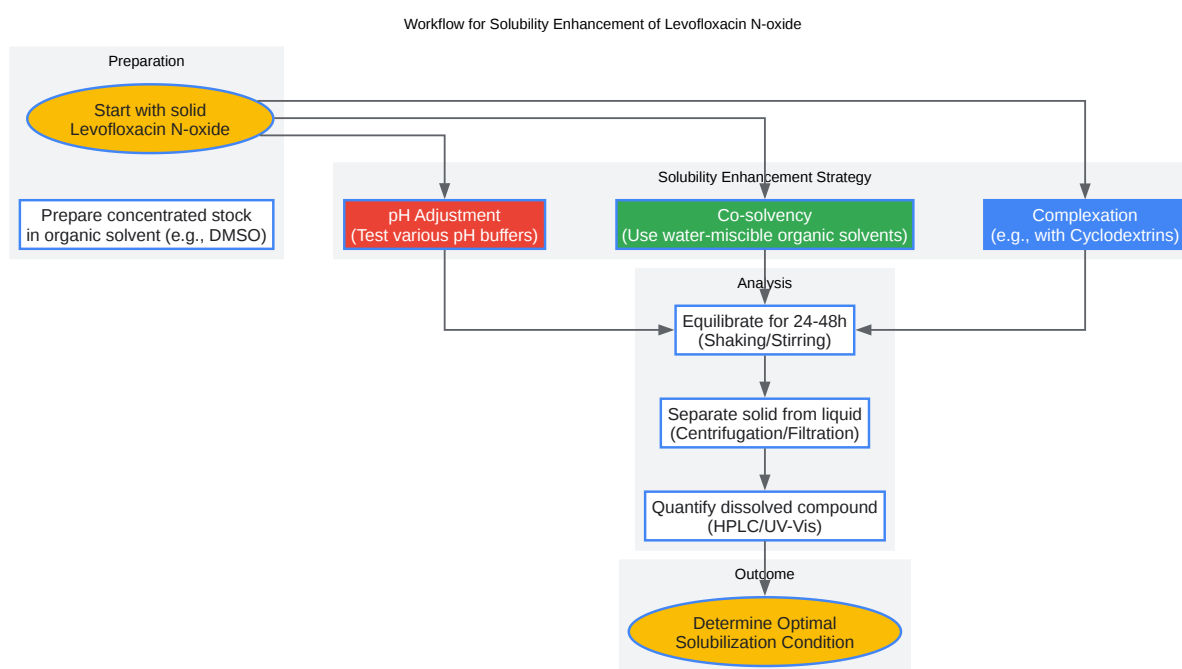 Workflow for Solubility Enhancement of Levofloxacin N-oxide
Preparation
Start with solid
Levofloxacin N-oxide
Prepare concentrated stock
in organic solvent (e.g., DMSO)
Solubility Enhancement Strategy
pH Adjustment
(Test various pH buffers)
Co-solvency
(Use water-miscible organic solvents)
Complexation
(e.g., with Cyclodextrins)
Analysis
Equilibrate for 24-48h
(Shaking/Stirring)
Separate solid from liquid
(Centrifugation/Filtration)
Quantify dissolved compound
(HPLC/UV-Vis)
Outcome
Determine Optimal
Solubilization Condition